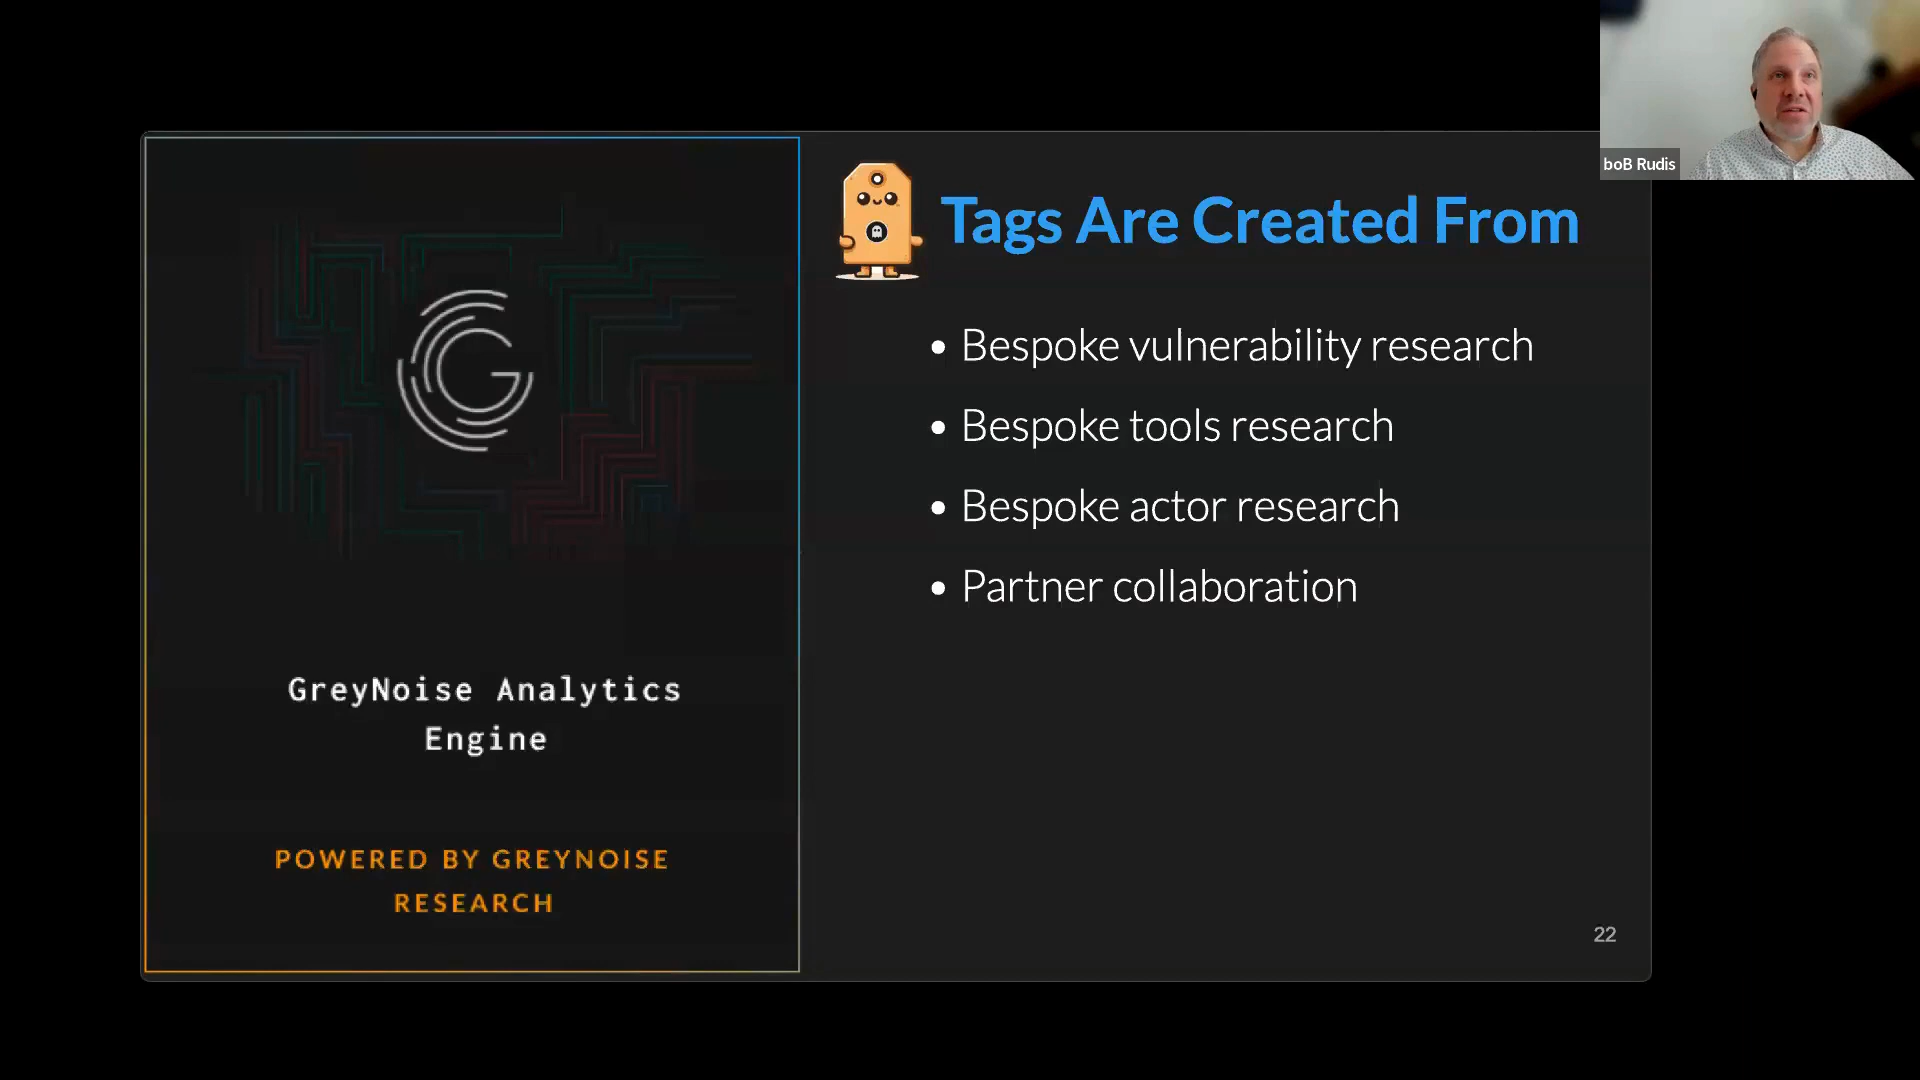 boB Rudis
Tags Are Created From
• Bespoke vulnerability research
• Bespoke tools research
• Bespoke actor research
• Partner collaboration
GreyNoise Analytics
Engine
POWERED BY GREYNOISE
RESEARCH
22